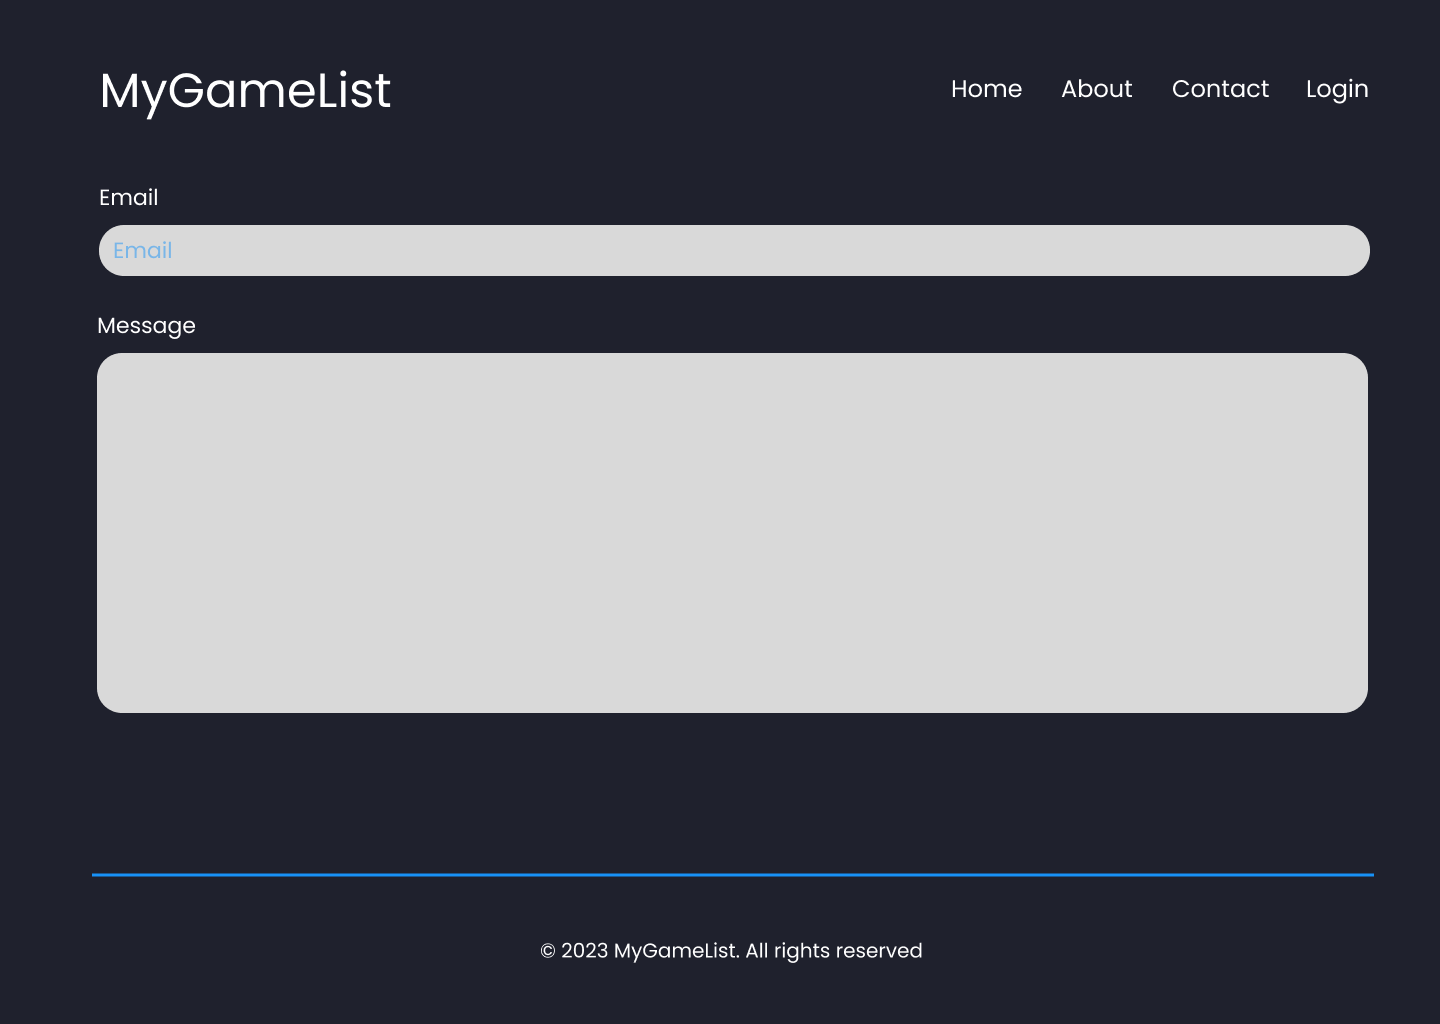 MyGameList
Home About Contact Login
Email
Email
Message
© 2023 MyGameList. All rights reserved